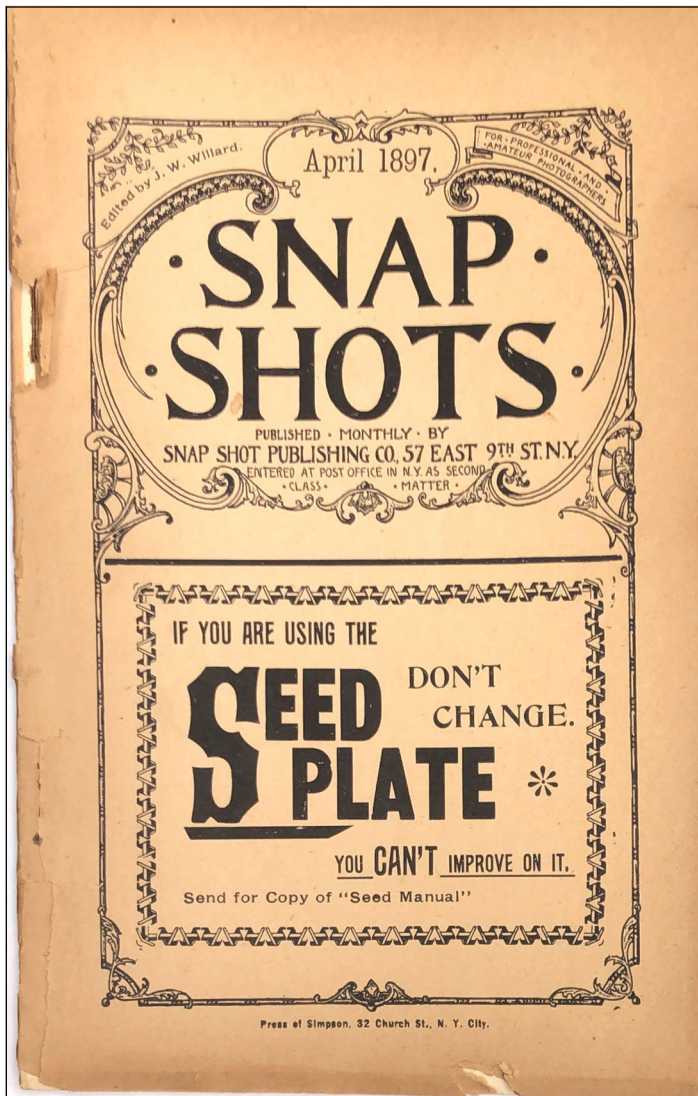 Edited by J. W. Willard.
April 1897.
FOR · PROFESSIONAL · AND ·
· AMATEUR PHOTOGRAPHERS
· SNAP ·
· SHOTS ·
PUBLISHED · MONTHLY · BY
SNAP SHOT PUBLISHING CO., 57 EAST 9TH ST. N.Y.
ENTERED AT POST OFFICE IN N.Y. AS SECOND
· CLASS · · MATTER ·
IF YOU ARE USING THE
SEED DON'T
CHANGE.
PLATE *
YOU CAN'T IMPROVE ON IT.
Send for Copy of "Seed Manual"
Press of Simpson, 32 Church St., N. Y. City.